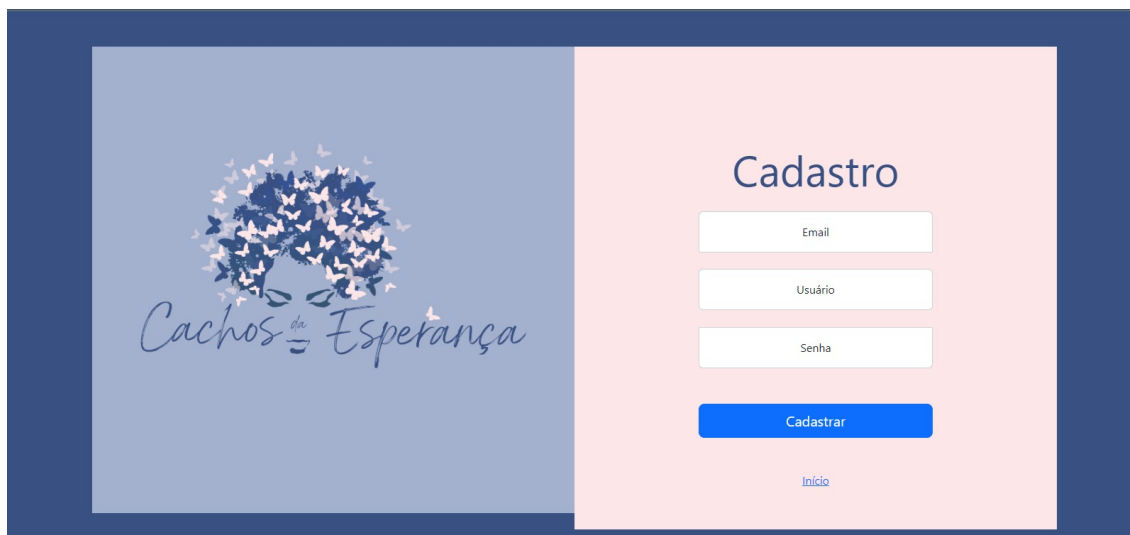 Cachos da Esperança
Cadastro
Email
Usuário
Senha
Cadastrar
Início